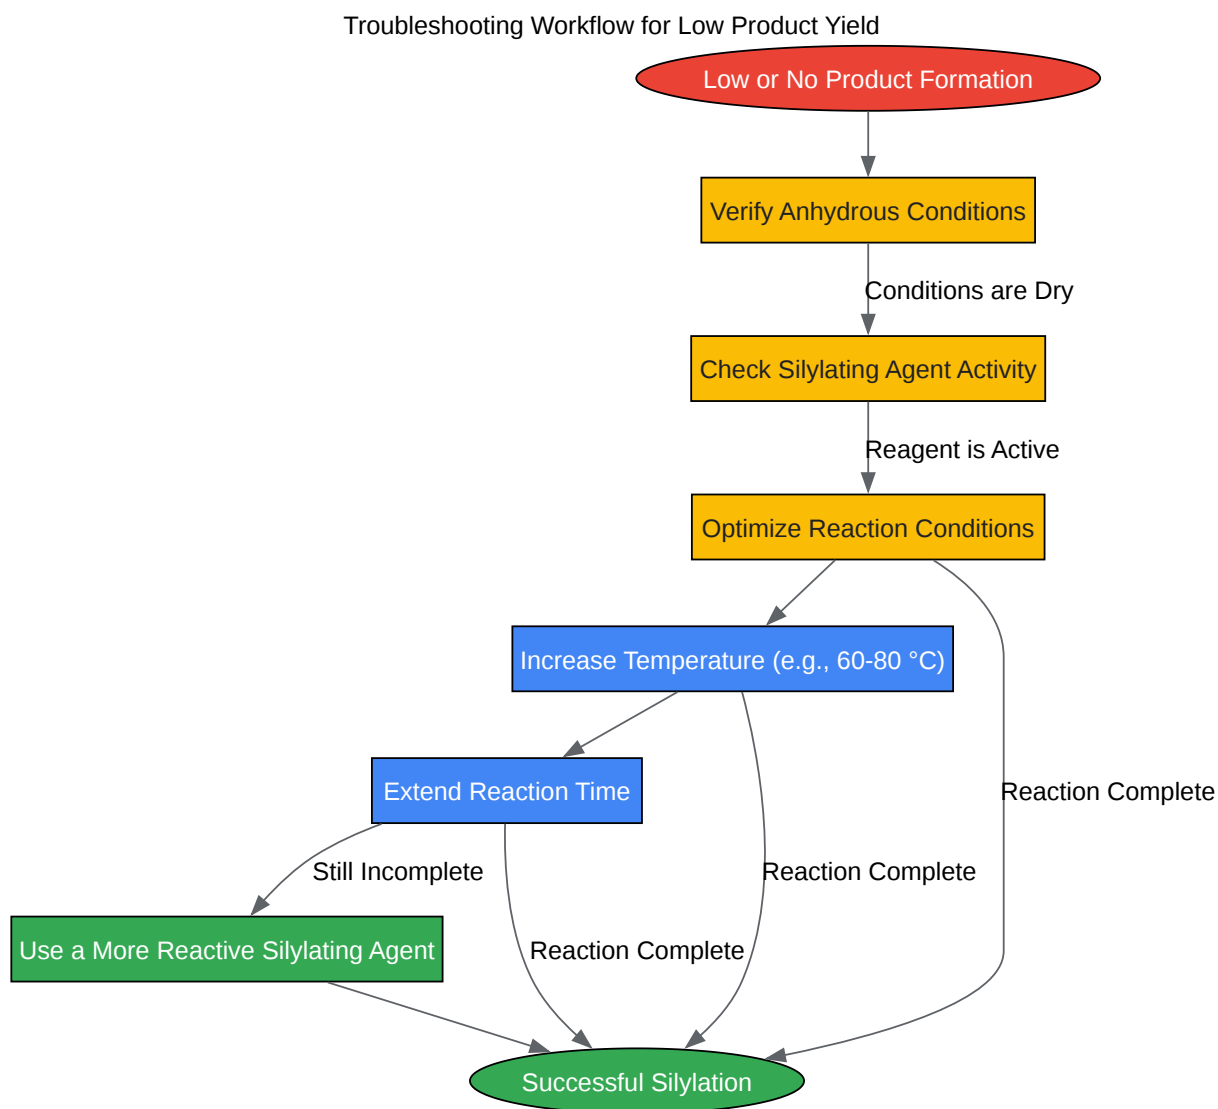 Troubleshooting Workflow for Low Product Yield
Low or No Product Formation
Verify Anhydrous Conditions
Conditions are Dry
Check Silylating Agent Activity
Reagent is Active
Optimize Reaction Conditions
Increase Temperature (e.g., 60-80 °C)
Extend Reaction Time
Reaction Complete
Still Incomplete
Reaction Complete
Use a More Reactive Silylating Agent
Reaction Complete
Successful Silylation